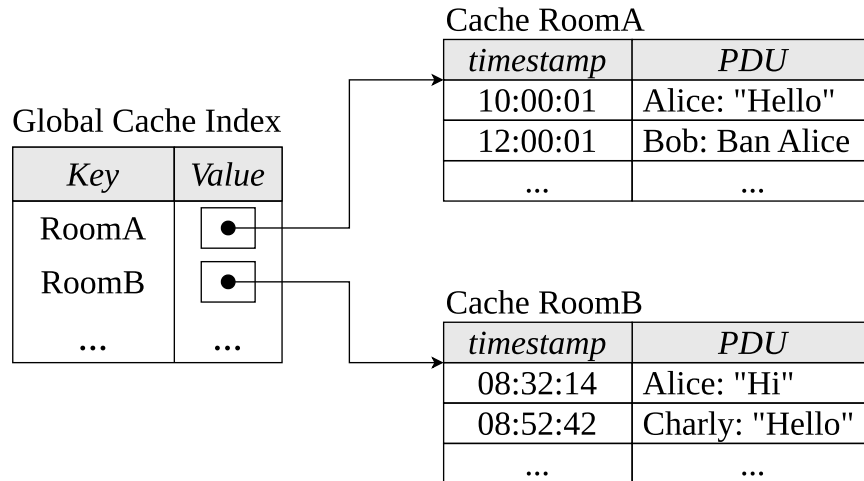 Global Cache Index
Key Value
RoomA
RoomB
... ...
Cache RoomA
timestamp PDU
10:00:01 Alice: "Hello"
12:00:01 Bob: Ban Alice
... ...
Cache RoomB
timestamp PDU
08:32:14 Alice: "Hi"
08:52:42 Charly: "Hello"
... ...